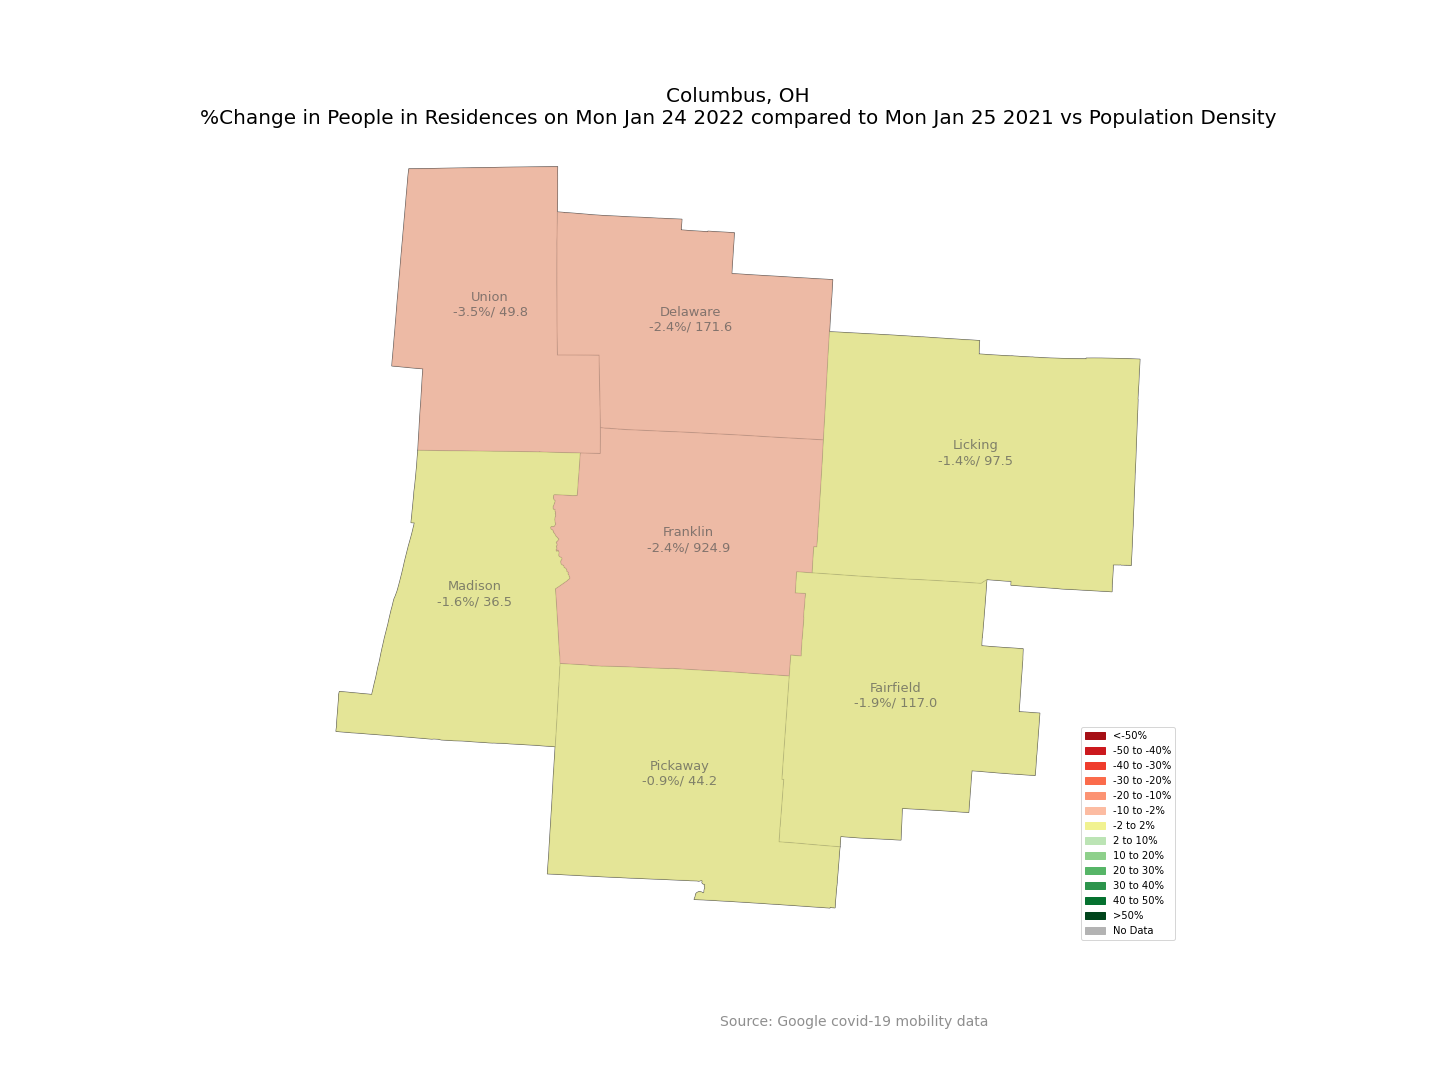 Columbus, OH
%Change in People in Residences on Mon Jan 24 2022 compared to Mon Jan 25 2021 vs Population Density
Union
-3.5%/ 49.8
Delaware
-2.4%/ 171.6
Licking
-1.4%/ 97.5
Franklin
-2.4%/ 924.9
Madison
-1.6%/ 36.5
Fairfield
-1.9%/ 117.0
Pickaway
-0.9%/ 44.2
<-50%
-50 to -40%
-40 to -30%
-30 to -20%
-20 to -10%
-10 to -2%
-2 to 2%
2 to 10%
10 to 20%
20 to 30%
30 to 40%
40 to 50%
>50%
No Data
Source: Google covid-19 mobility data